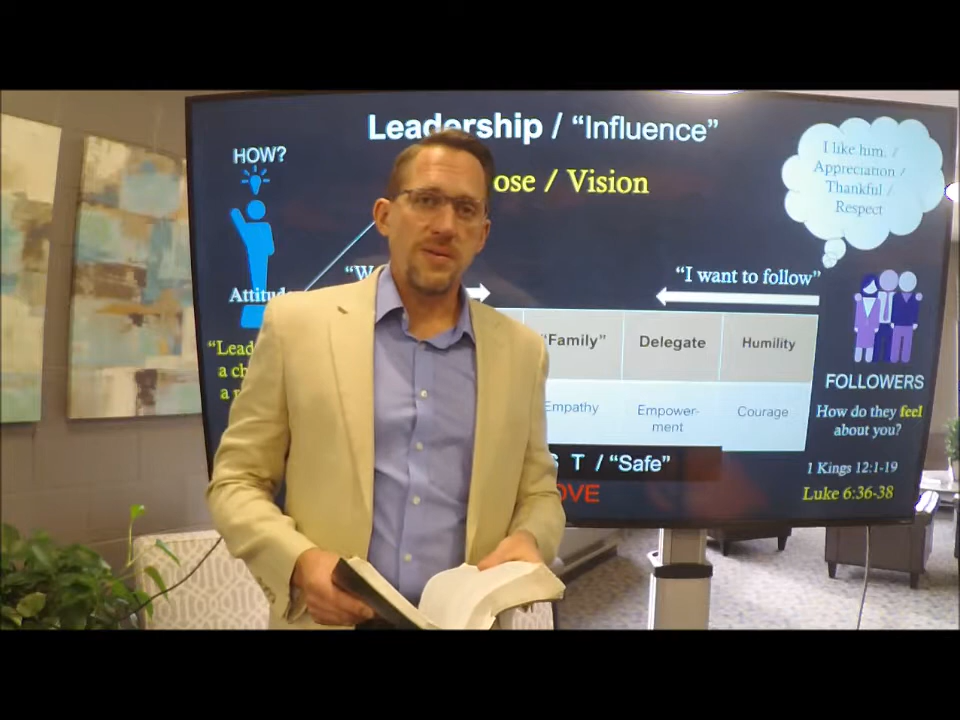 Leadership / “Influence”
HOW?
ose / Vision
I like him, /
Appreciation /
Thankful /
Respect
“I want to follow”
“Family”
Delegate
Humility
Empathy
Empower-
ment
Courage
S T / “Safe”
OVE
“Lead
a ch
FOLLOWERS
How do they feel
about you?
1 Kings 12:1-19
Luke 6:36-38